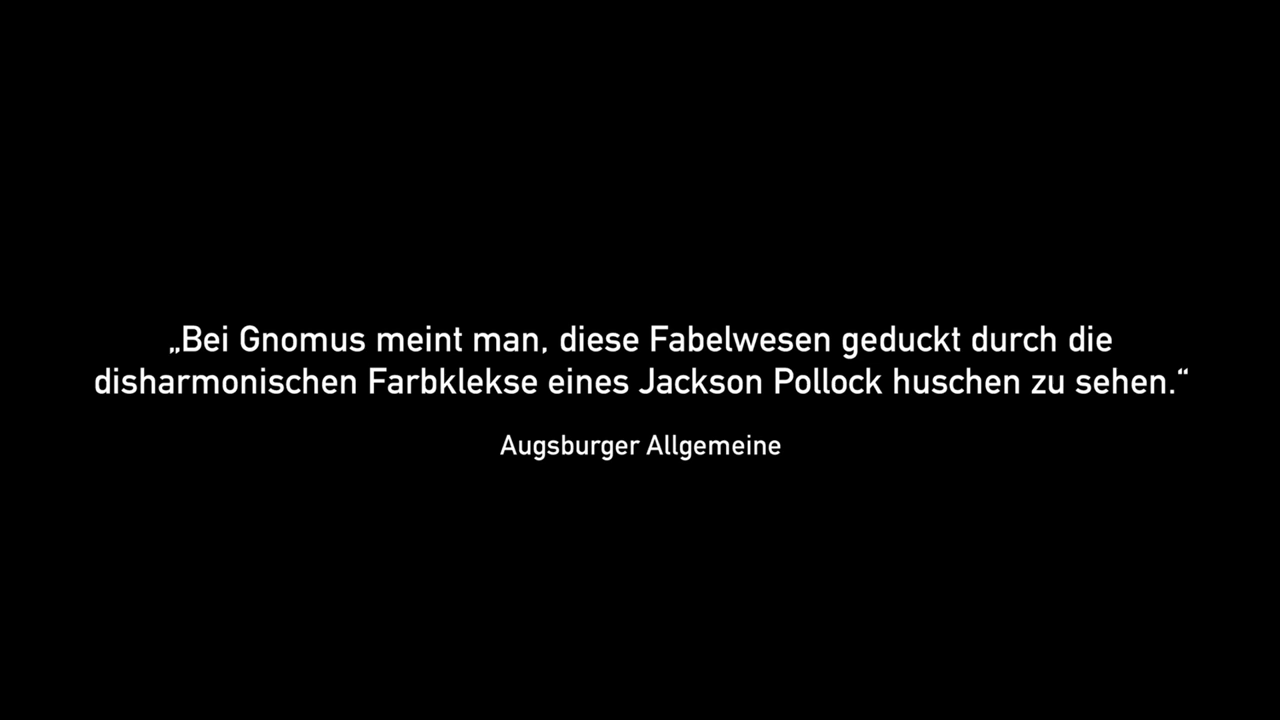 „Bei Gnomus meint man, diese Fabelwesen geduckt durch die
disharmonischen Farbklekse eines Jackson Pollock huschen zu sehen.“
Augsburger Allgemeine